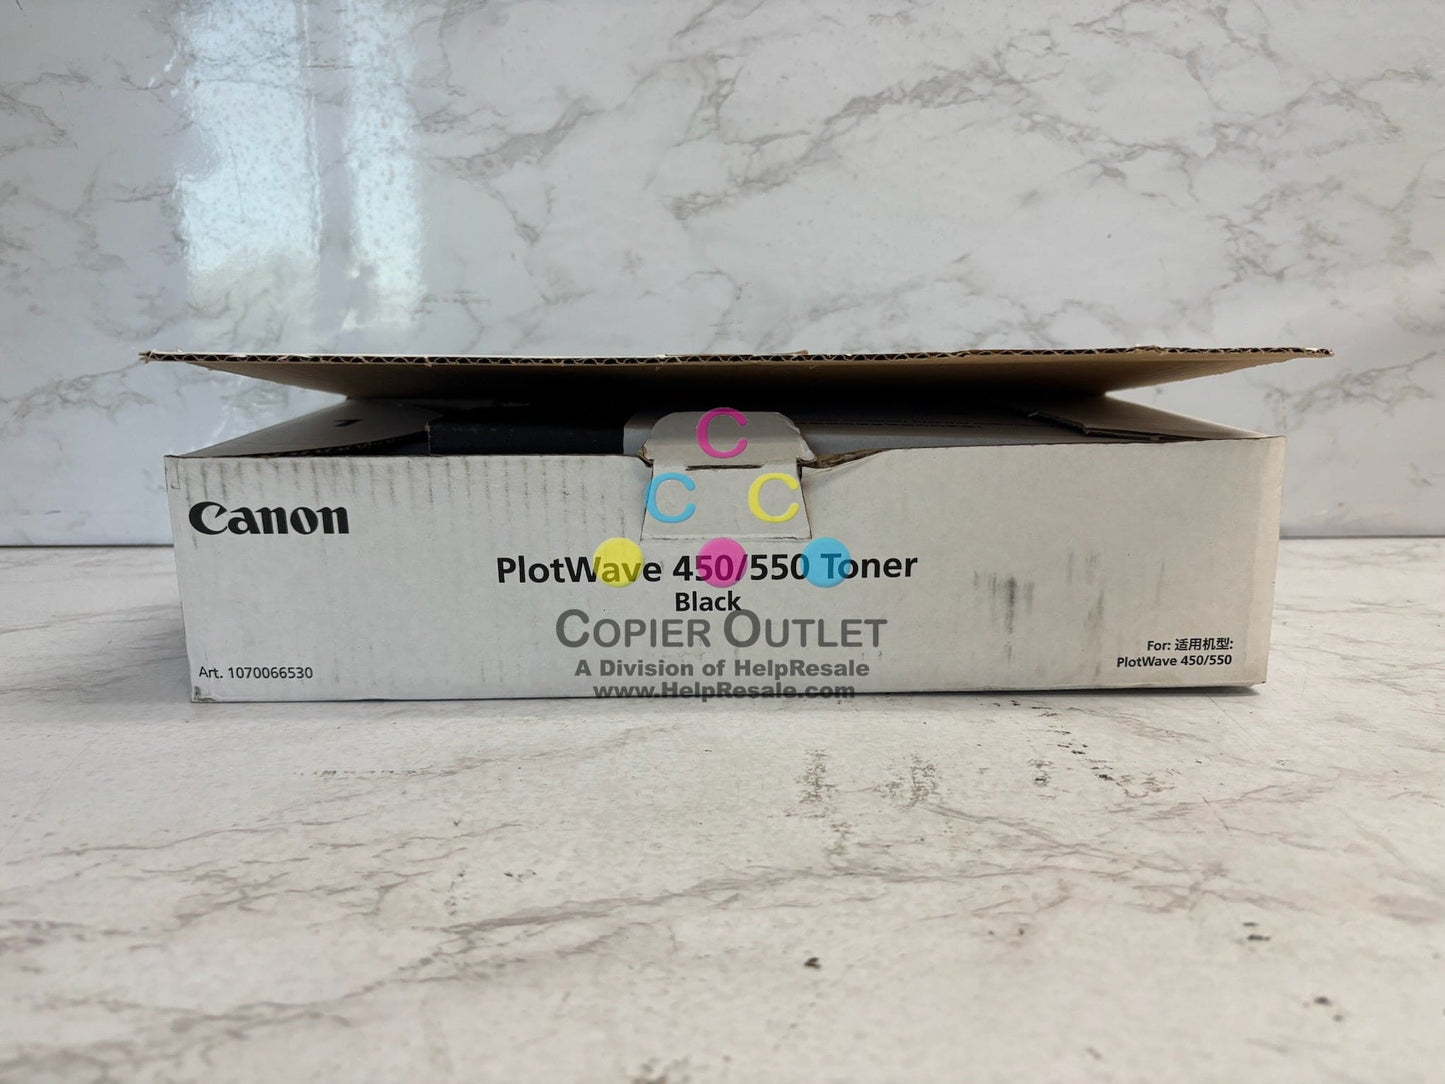 C
C C
Canon
PlotWave 450/550 Toner
Black
COPIER OUTLET
For: 适用机型:
PlotWave 450/550
A Division of HelpResale
Art. 1070066530
www.HelpResale.com